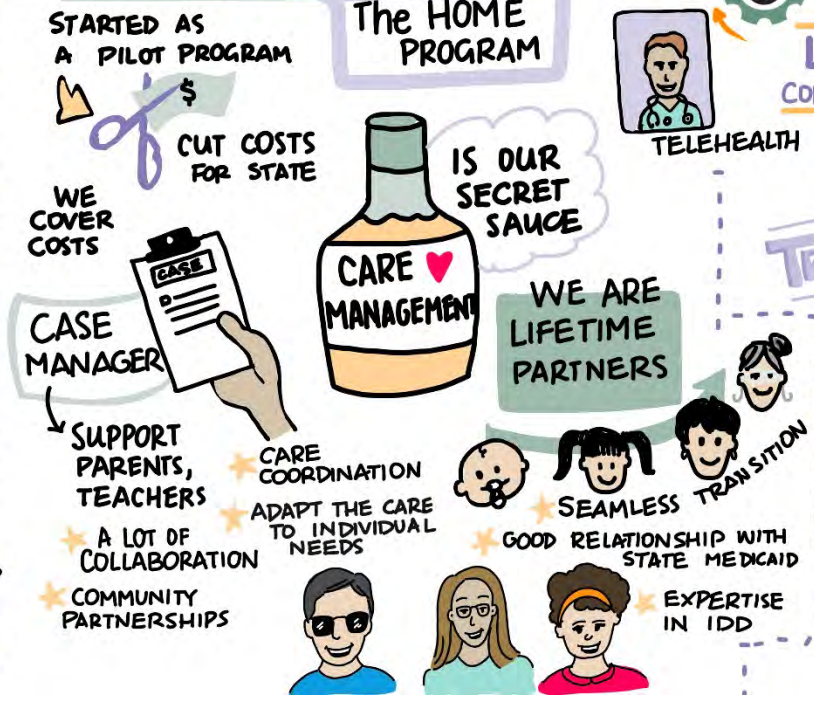 The HOME
PROGRAM
STARTED AS
A PILOT PROGRAM
$
CUT COSTS
FOR STATE
WE
COVER
COSTS
CASE
CASE
MANAGER
SUPPORT
PARENTS,
TEACHERS
A LOT OF
COLLABORATION
COMMUNITY
PARTNERSHIPS
CARE
COORDINATION
ADAPT THE CARE
TO INDIVIDUAL
NEEDS
CARE
MANAGEMENT
IS OUR
SECRET
SAUCE
TELEHEALTH
WE ARE
LIFETIME
PARTNERS
SEAMLESS TRANSITION
GOOD RELATIONSHIP WITH
STATE MEDICAID
EXPERTISE
IN IDD